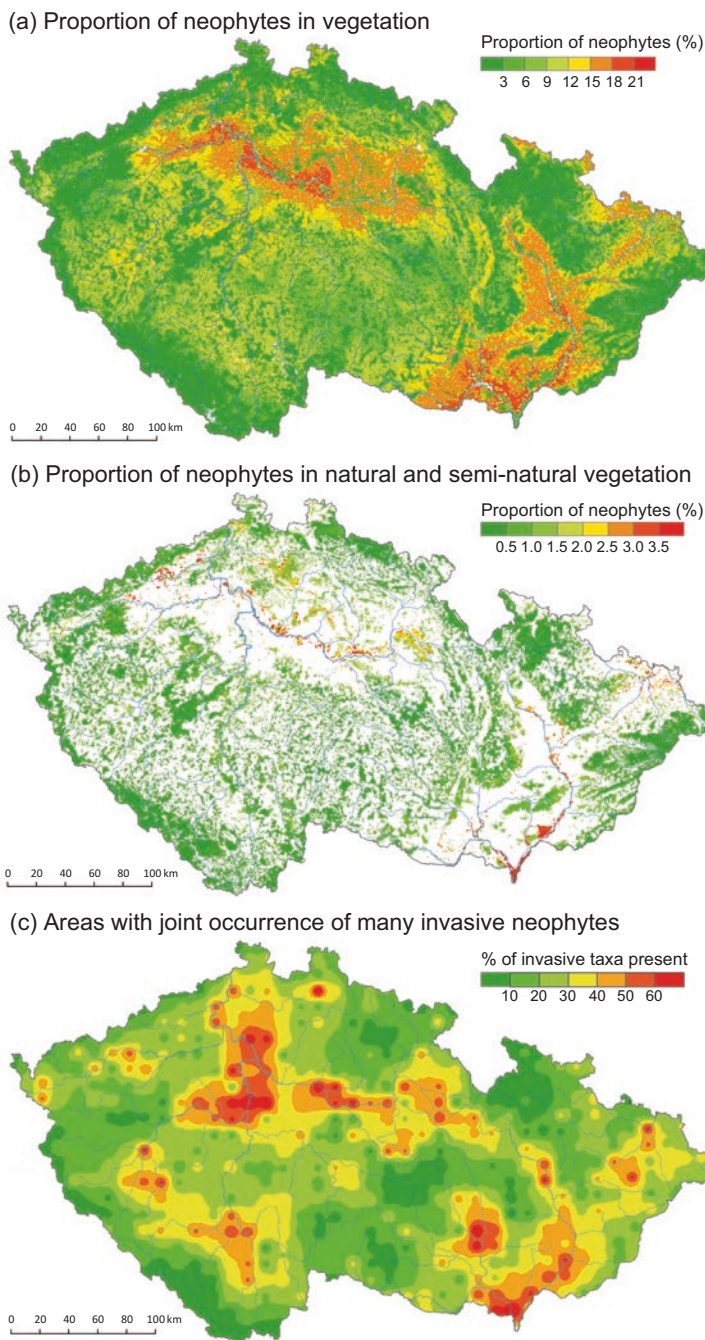 (a) Proportion of neophytes in vegetation
Proportion of neophytes (%)
3 6 9 12 15 18 21
0 20 40 60 80 100 km
(b) Proportion of neophytes in natural and semi-natural vegetation
Proportion of neophytes (%)
0.5 1.0 1.5 2.0 2.5 3.0 3.5
0 20 40 60 80 100 km
(c) Areas with joint occurrence of many invasive neophytes
% of invasive taxa present
10 20 30 40 50 60
0 20 40 60 80 100 km